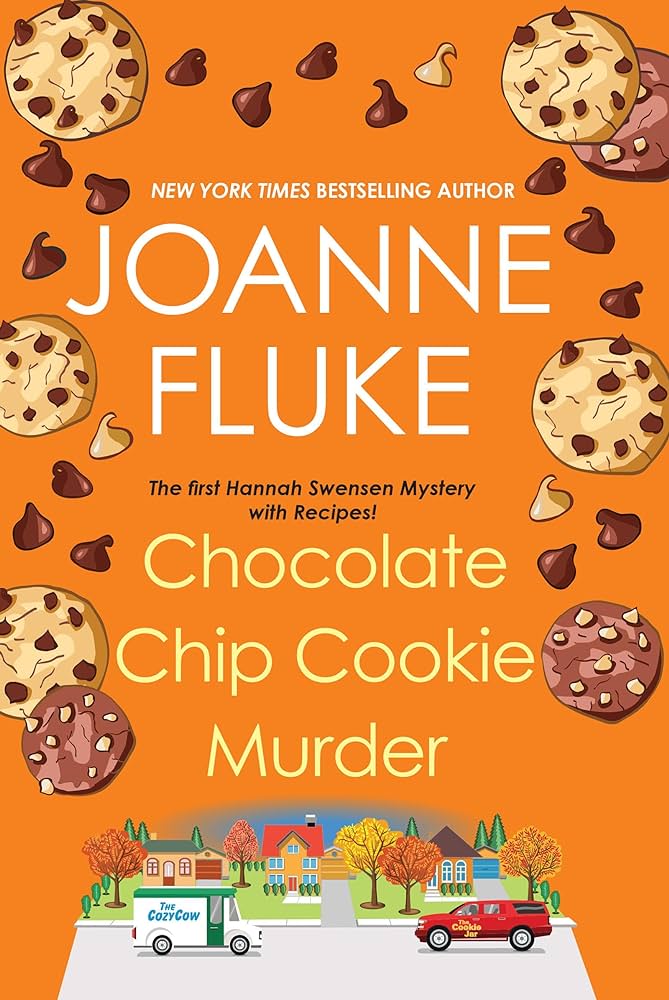 NEW YORK TIMES BESTSELLING AUTHOR
JOANNE
FLUKE
The first Hannah Swensen Mystery
with Recipes!
Chocolate
Chip Cookie
Murder
THE
COZYCOW
The
Cookie
Jar